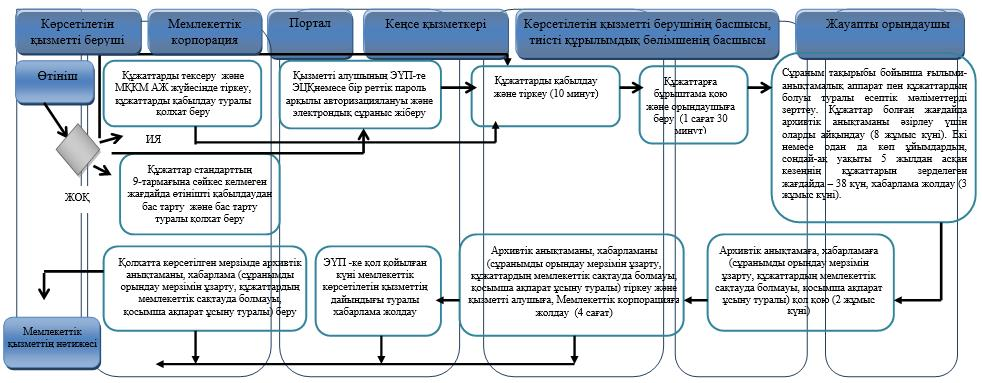 Көрсетілетін
қызметті беруші
Мемлекеттік
корпорация
Портал
Кеңсе қызметкері
Көрсетілетін қызметті берушінің басшысы,
тиісті құрылымдық бөлімшенің басшысы
Жауапты орындаушы
Өтініш
Құжаттарды тексеру және
МҚКМ АЖ жүйесінде тіркеу,
құжаттарды қабылдау туралы
қолхат беру
Қызметті алушының ЭҮП-те
ЭЦҚнемесе бір реттік пароль
арқылы авторизациялануы және
электрондық сұраныс жіберу
Құжаттарды қабылдау
және тіркеу (10 минут)
Құжаттарға
бұрыштама қою
және орындаушыға
беру (1 сағат 30
минут)
Сұраным тақырыбы бойынша ғылыми-
анықтамалық аппарат пен құжаттардың
болуы туралы есептік мәліметтерді
зерттеу. Құжаттар болған жағдайда
архивтік анықтаманы әзірлеу үшін
оларды айқындау (8 жұмыс күні). Екі
немесе одан да көп ұйымдардың,
сондай-ақ уақыты 5 жылдан асқан
кезеңнің құжаттарын зерделеген
жағдайда – 38 күн, хабарлама жолдау (3
жұмыс күні).
ИЯ
ЖОҚ
Құжаттар стандарттың
9-тармағына сәйкес келмеген
жағдайда өтінішті қабылдаудан
бас тарту және бас тарту
туралы қолхат беру
Қолхатта көрсетілген мерзімде архивтік
анықтаманы, хабарлама (сұранымды
орындау мерзімін ұзарту, құжаттардың
мемлекеттік сақтауда болмауы,
қосымша ақпарат ұсыну туралы) беру
ЭҮП -ке қол қойылған
күні мемлекеттік
көрсетілетін қызметтің
дайындығы туралы
хабарлама жолдау
Архивтік анықтаманы, хабарламаны
(сұранымды орындау мерзімін ұзарту,
құжаттардың мемлекеттік сақтауда болмауы,
қосымша ақпарат ұсыну туралы) тіркеу және
қызметті алушыға, Мемлекеттік корпорацияға
жолдау (4 сағат)
Архивтік анықтамаға, хабарламаға
(сұранымды орындау мерзімін
ұзарту, құжаттардың мемлекеттік
сақтауда болмауы, қосымша ақпарат
ұсыну туралы) қол қою (2 жұмыс
күні)
Мемлекеттік
қызметтің нәтижесі